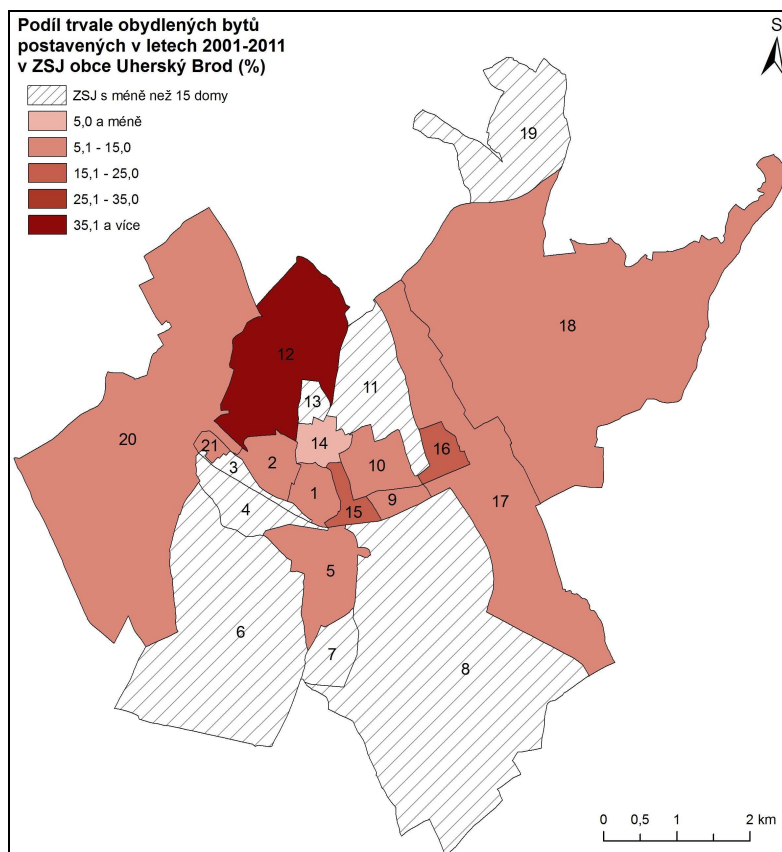 Podíl trvale obydlených bytů
postavených v letech 2001-2011
v ZSJ obce Uherský Brod (%)
ZSJ s méně než 15 domy
5,0 a méně
5,1 - 15,0
15,1 - 25,0
25,1 - 35,0
35,1 a více
S
19
18
12
11
13
20
14
16
21
10
2
3
1
9
17
4
15
5
6
7
8
0 0,5 1 2 km